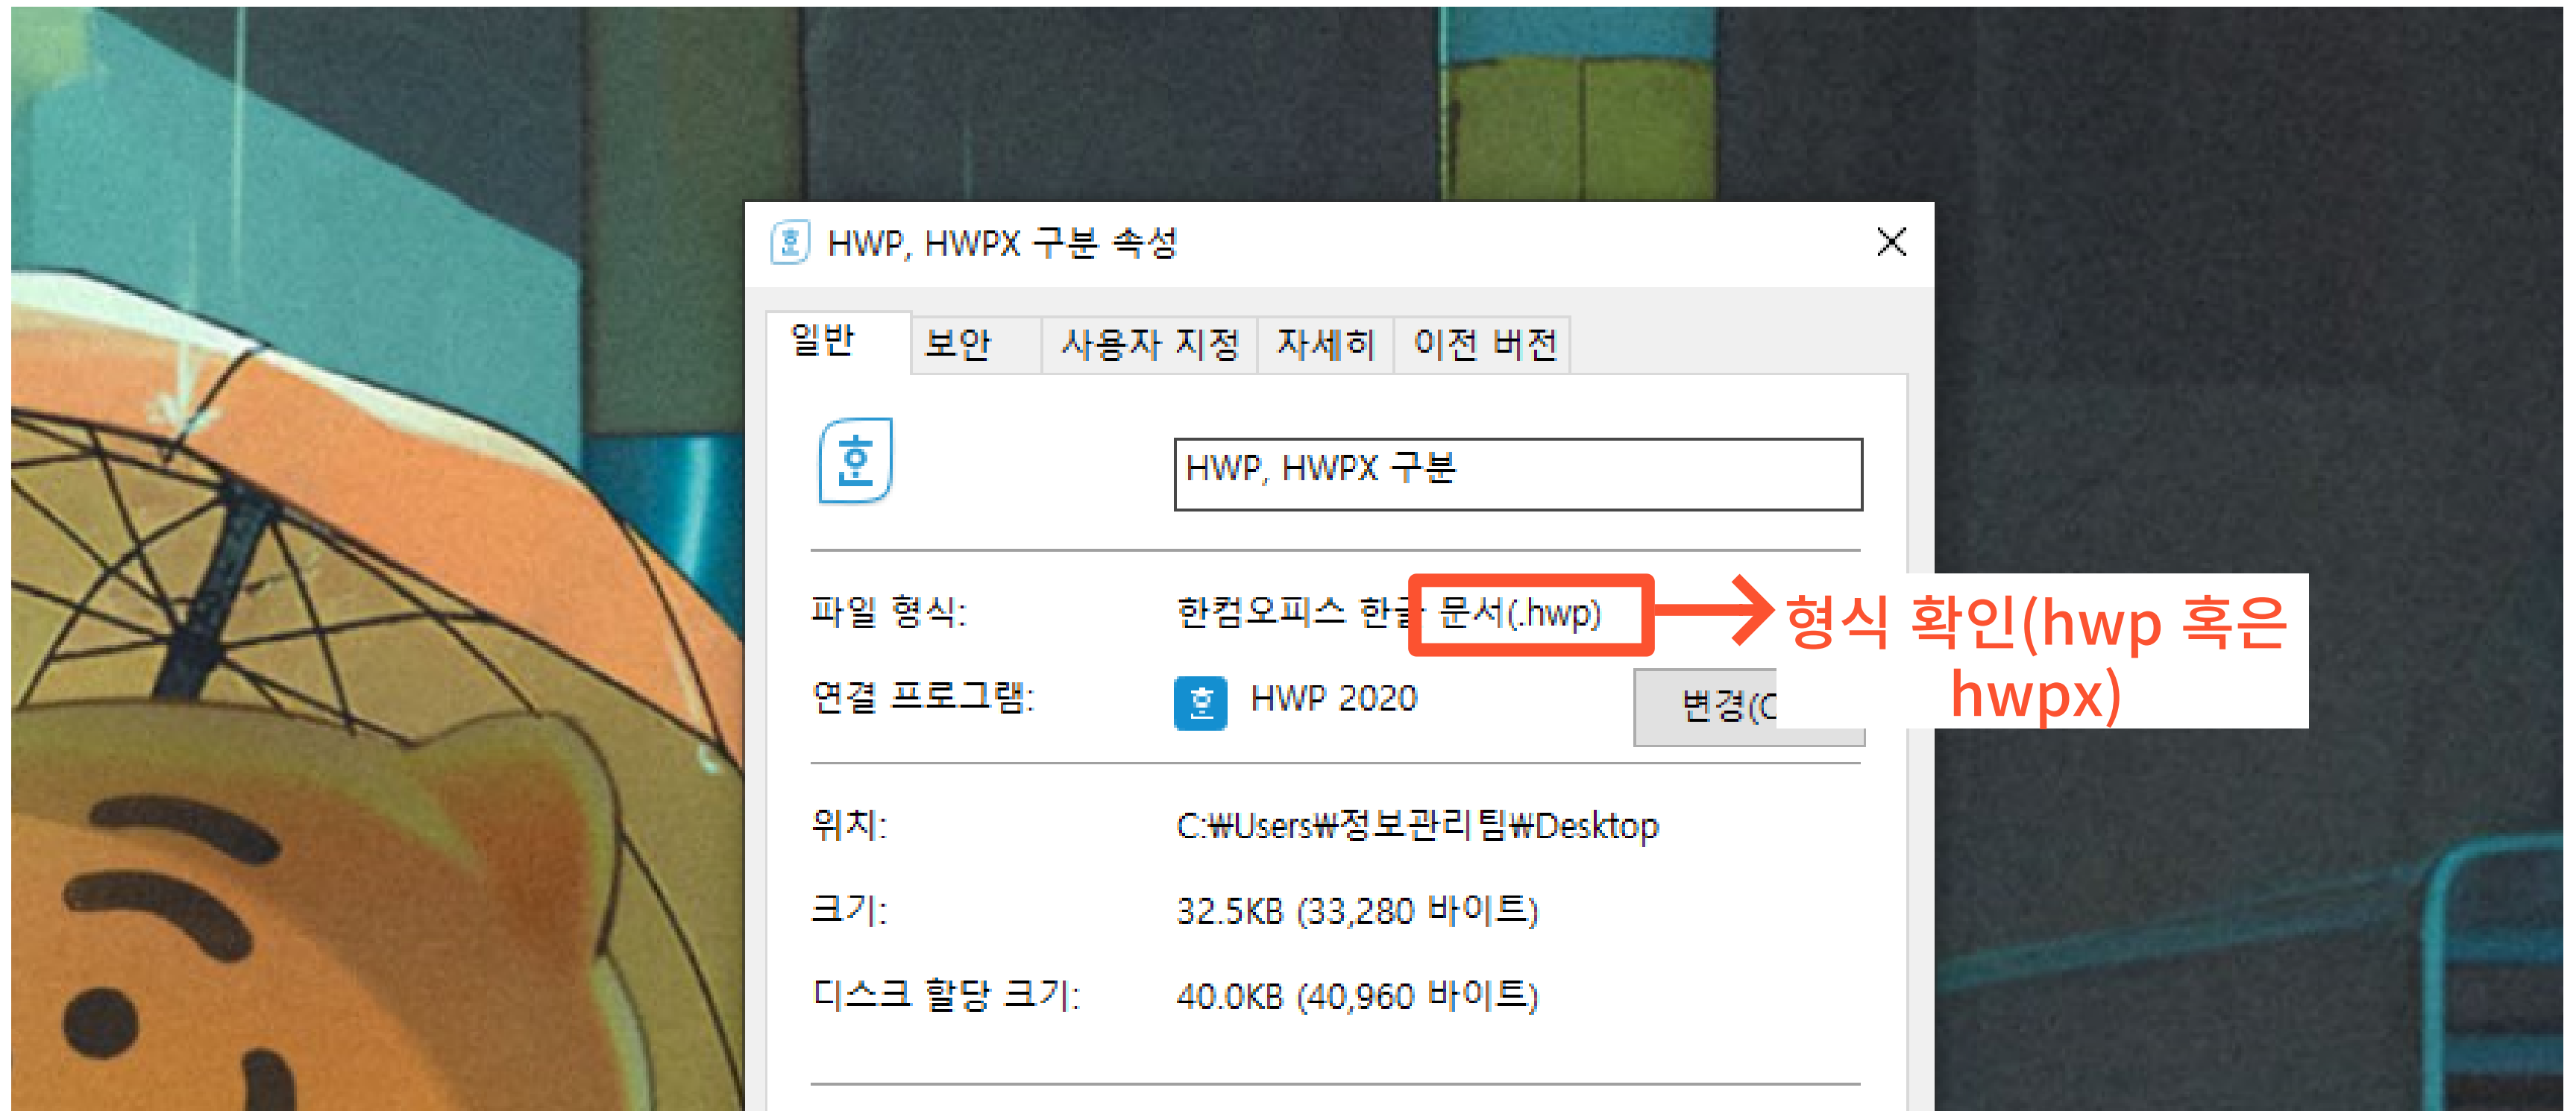 HWP, HWPX 구분 속성
일반 보안 사용자 지정 자세히 이전 버전
HWP, HWPX 구분
파일 형식: 한컴오피스 한글 문서(.hwp)
형식 확인(hwp 혹은
hwpx)
연결 프로그램: HWP 2020 변경(C
위치: C:₩Users₩정보관리팀₩Desktop
크기: 32.5KB (33,280 바이트)
디스크 할당 크기: 40.0KB (40,960 바이트)